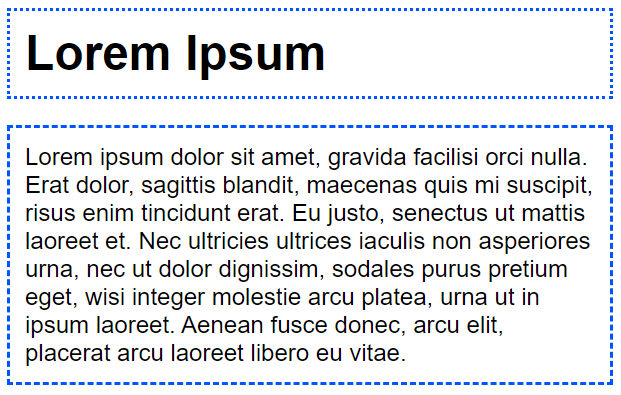 Lorem Ipsum
Lorem ipsum dolor sit amet, gravida facilisi orci nulla.
Erat dolor, sagittis blandit, maecenas quis mi suscipit,
risus enim tincidunt erat. Eu justo, senectus ut mattis
laoreet et. Nec ultricies ultrices iaculis non asperiores
urna, nec ut dolor dignissim, sodales purus pretium
eget, wisi integer molestie arcu platea, urna ut in
ipsum laoreet. Aenean fusce donec, arcu elit,
placerat arcu laoreet libero eu vitae.